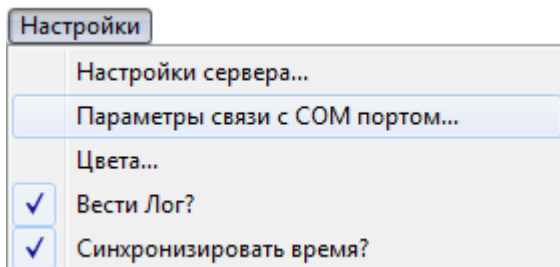 Настройки
Настройки сервера...
Параметры связи с COM портом...
Цвета...
Вести Лог?
Синхронизировать время?